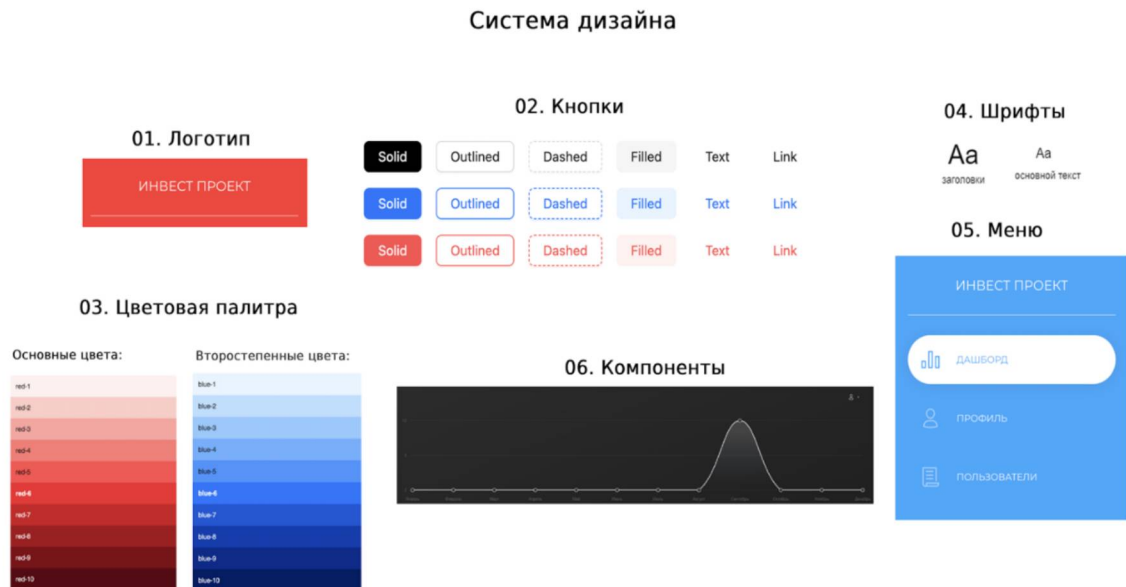 Система дизайна
01. Логотип
ИНВЕСТ ПРОЕКТ
02. Кнопки
Solid Outlined Dashed Filled Text Link
Solid Outlined Dashed Filled Text Link
Solid Outlined Dashed Filled Text Link
03. Цветовая палитра
Основные цвета:
red-1
red-2
red-3
red-4
red-5
red-6
red-7
red-8
red-9
red-10
Второстепенные цвета:
blue-1
blue-2
blue-3
blue-4
blue-5
blue-6
blue-7
blue-8
blue-9
blue-10
04. Шрифты
Aa Aa
заголовки основной текст
05. Меню
ИНВЕСТ ПРОЕКТ
ДАШБОРД
ПРОФИЛЬ
ПОЛЬЗОВАТЕЛИ
06. Компоненты